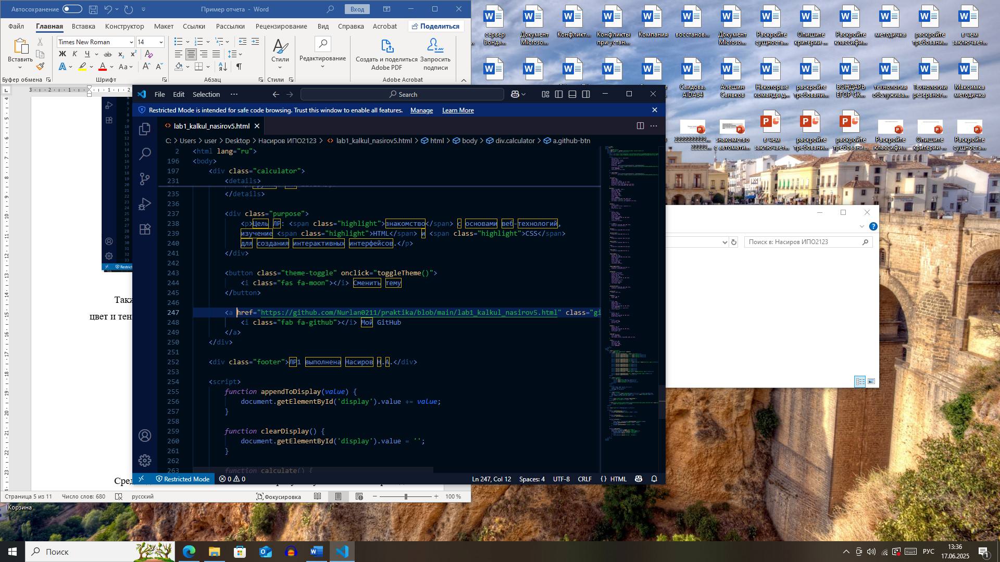 Автосохранение
Пример отчета - Word
Вход
Файл Главная Вставка Конструктор Макет Ссылки Рассылки Рецензирование Вид Справка Acrobat Поделиться
Times New Roman 14
Вставить
Ж К Ч ab x₂ x²
Стили
Редактирование
Создать и поделиться Adobe PDF
Запросить подписи
Буфер обмена Шрифт Абзац Стили Adobe Acrobat
Такж
цвет и тен
Сред
Страница 5 из 11 Число слов: 680 русский Фокусировка 100 %
Корзина
File Edit Selection ··· Search
Restricted Mode is intended for safe code browsing. Trust this window to enable all features. Manage Learn More
lab1_kalkul_nasirov5.html
C: > Users > user > Desktop > Насиров ИПО2123 > lab1_kalkul_nasirov5.html > html > body > div.calculator > a.github-btn
2 <html lang="ru">
196 <body>
197 <div class="calculator">
231 <details>
235 </details>
236
237 <div class="purpose">
238 <p>Цель ЛР: <span class="highlight">знакомство</span> с основами веб-технологий,
239 изучение <span class="highlight">HTML</span> и <span class="highlight">CSS</span>
240 для создания интерактивных интерфейсов.</p>
241 </div>
242
243 <button class="theme-toggle" onclick="toggleTheme()">
244 <i class="fas fa-moon"></i> Сменить тему
245 </button>
246
247 <a href="https://github.com/Nurlan0211/praktika/blob/main/lab1_kalkul_nasirov5.html" class="gi
248 <i class="fab fa-github"></i> Мой GitHub
249 </a>
250 </div>
251
252 <div class="footer">ЛР1 выполнена Насиров Н.А.</div>
253
254 <script>
255 function appendToDisplay(value) {
256 document.getElementById('display').value += value;
257 }
258
259 function clearDisplay() {
260 document.getElementById('display').value = '';
261 }
262
263 function calculate() {
Restricted Mode 0 0 Ln 247, Col 12 Spaces: 4 UTF-8 CRLF {} HTML
сервер Бонда...
Документ Microso...
Конфликт...
Конфликты при устан...
Компания
восстанов...
Документ Microso...
Раскройте сущность...
Опишите критерии ...
Раскройте классифи...
методичка
раскройте требовани...
в чем заключает...
Саидова. AIDA64
Алешин Саньков
Некоторые команды д...
раскройте требовани...
БОНДАРЬ ЕГОР СК...
технология обслужива...
Технологии резервног...
Максимка методичка
2222222222... 22222...
знакомство с автомати...
в чем заключает...
раскройте требовани...
раскройте требовани...
Раскройте классифи...
Опишите критерии ...
Раскройте сущность...
Поиск в: Насиров ИПО2123
Поиск
РУС
13:36
17.06.2025
1